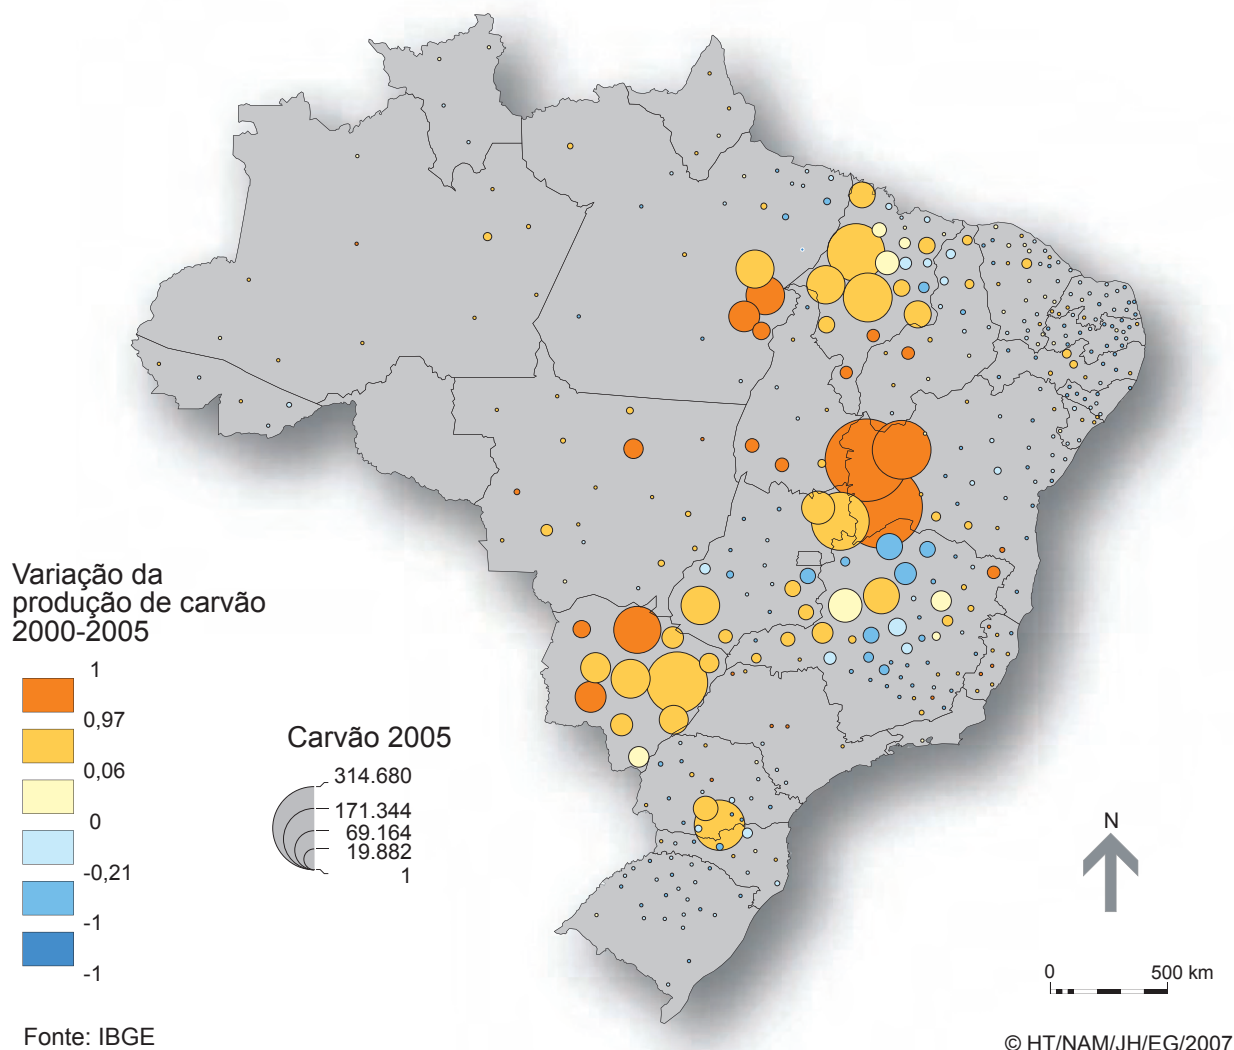 Variação da
produção de carvão
2000-2005
1
0,97
0,06
0
-0,21
-1
-1
Carvão 2005
314.680
171.344
69.164
19.882
1
N
0 500 km
Fonte: IBGE
© HT/NAM/JH/EG/2007